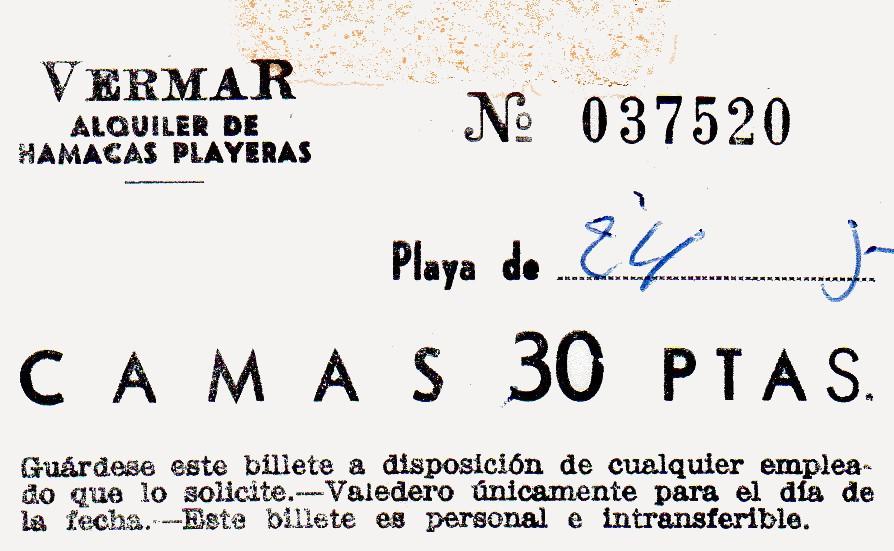 VERMAR
ALQUILER DE
HAMACAS PLAYERAS
Nº 037520
Playa de
CAMAS 30 PTAS.
Guárdese este billete a disposición de cualquier emplea-
do que lo solicite.—Valedero únicamente para el día de
la fecha.—Este billete es personal e intransferible.